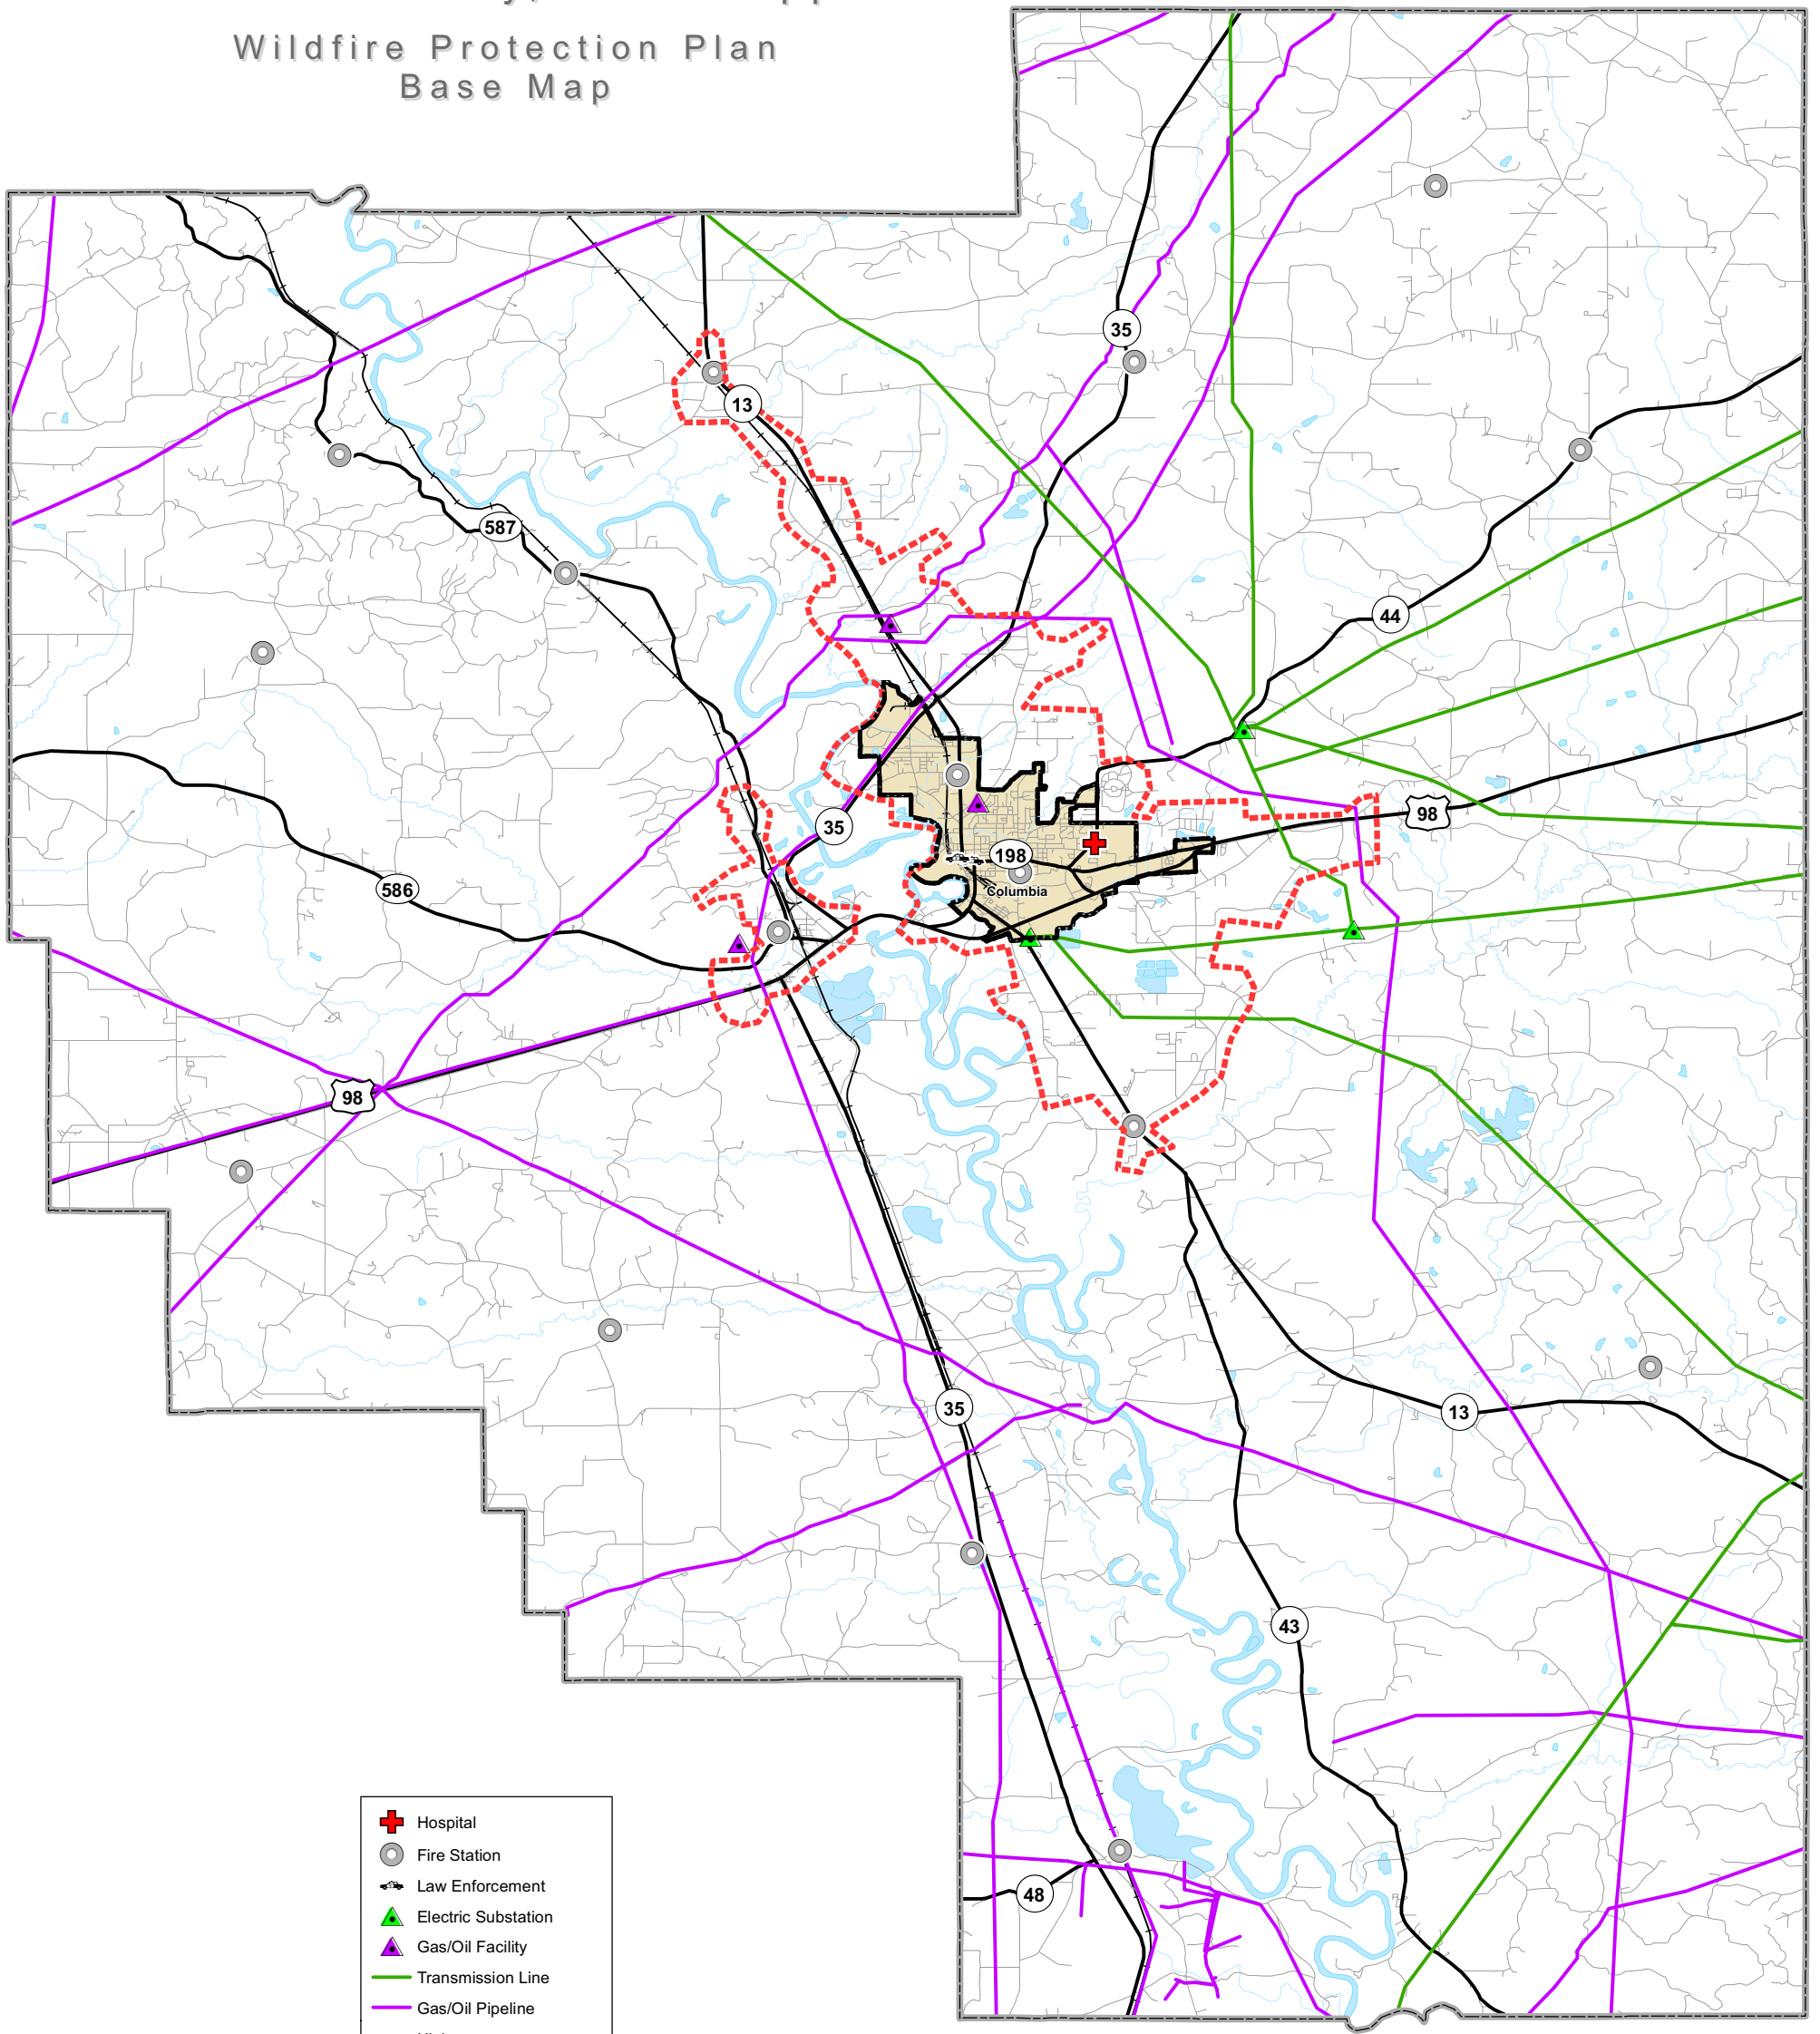 Wildfire Protection Plan
Base Map
35
13
587
44
98
35
198
Columbia
586
98
35
13
43
48
Hospital
Fire Station
Law Enforcement
Electric Substation
Gas/Oil Facility
Transmission Line
Gas/Oil Pipeline